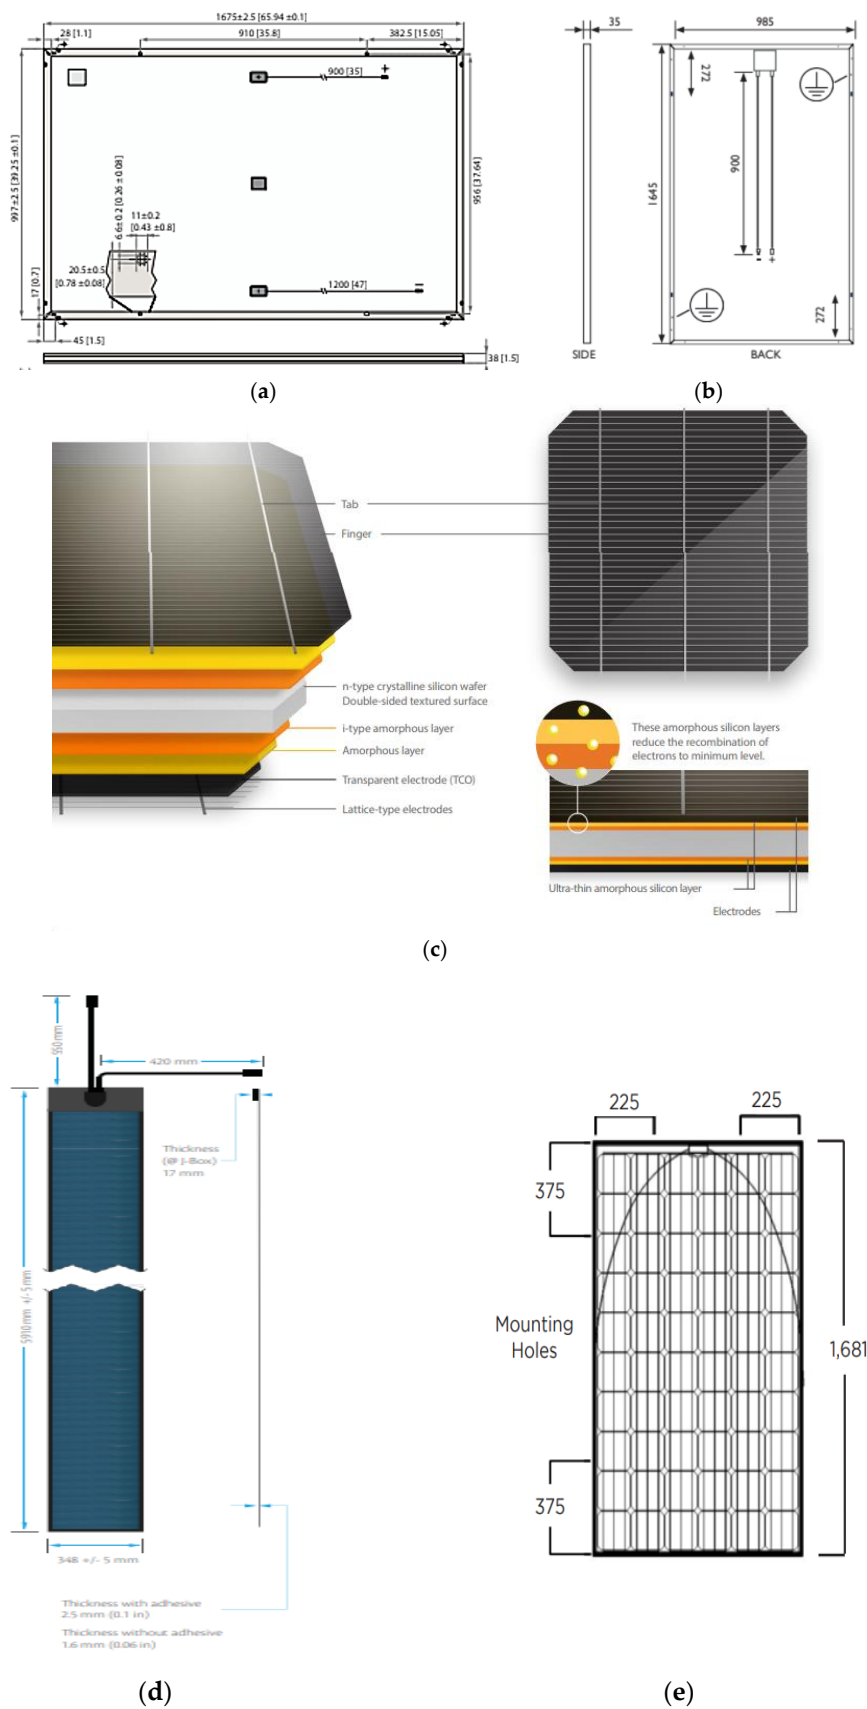 1675±2.5 [65.94 ±0.1]
28 [1.1]
910 [35.8]
382.5 [15.05]
997±2.5 [39.25 ±0.1]
900 [35]
+
956 [37.64]
6.6±0.2 [0.26 ±0.08]
11±0.2
[0.43 ±0.8]
20.5±0.5
[0.78 ±0.08]
1200 [47]
–
17 [0.7]
45 [1.5]
38 [1.5]
(a)
35
985
272
900
1645
- +
272
SIDE
BACK
(b)
Tab
Finger
n-type crystalline silicon wafer
Double-sided textured surface
i-type amorphous layer
Amorphous layer
Transparent electrode (TCO)
Lattice-type electrodes
These amorphous silicon layers
reduce the recombination of
electrons to minimum level.
Ultra-thin amorphous silicon layer
Electrodes
(c)
550 mm
420 mm
Thickness
(@ J-Box)
17 mm
5910 mm +/- 5 mm
348 +/- 5 mm
Thickness with adhesive
2.5 mm (0.1 in)
Thickness without adhesive
1.6 mm (0.06 in)
(d)
225
225
375
Mounting
Holes
1,681
375
(e)